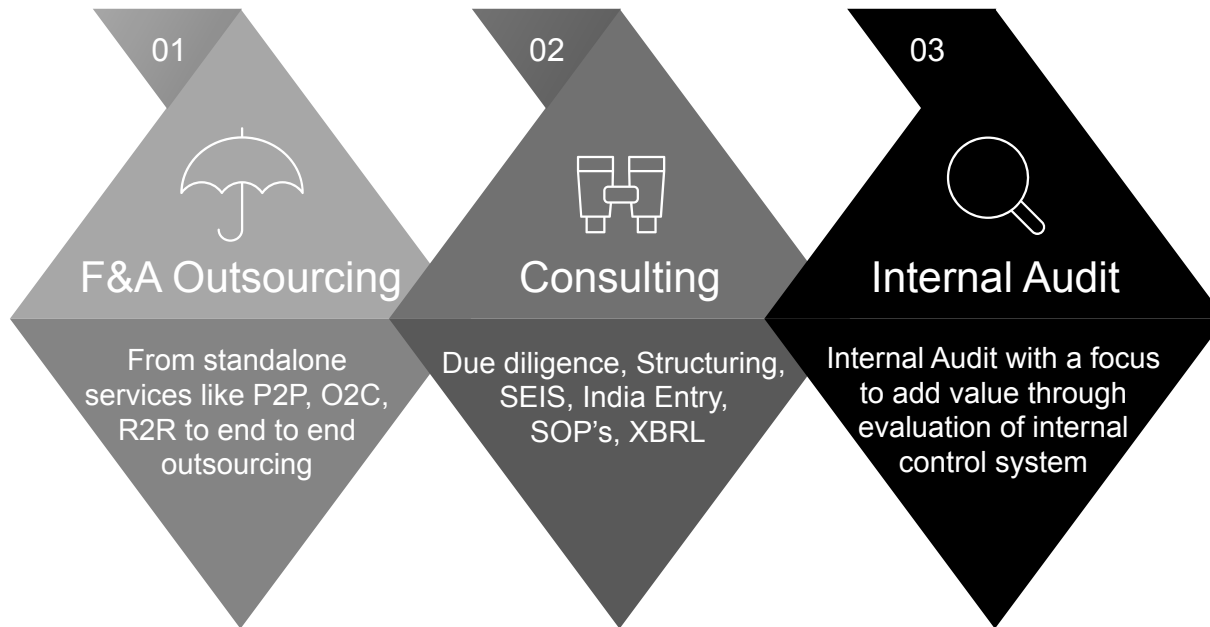 01
F&A Outsourcing
From standalone
services like P2P, O2C,
R2R to end to end
outsourcing
02
Consulting
Due diligence, Structuring,
SEIS, India Entry,
SOP’s, XBRL
03
Internal Audit
Internal Audit with a focus
to add value through
evaluation of internal
control system